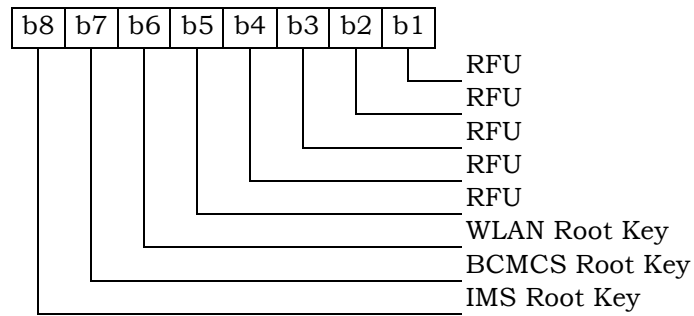 b8 b7 b6 b5 b4 b3 b2 b1
RFU
RFU
RFU
RFU
RFU
WLAN Root Key
BCMCS Root Key
IMS Root Key